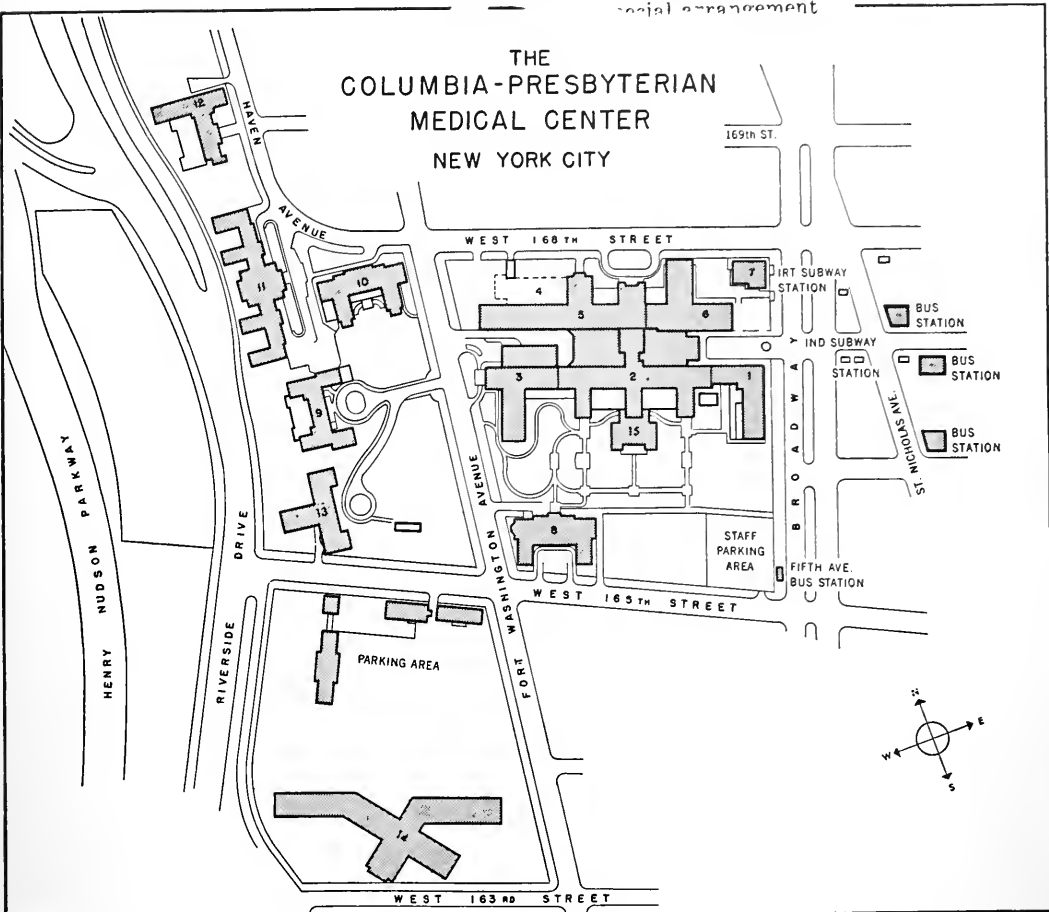 special arrangement
THE
COLUMBIA-PRESBYTERIAN
MEDICAL CENTER
NEW YORK CITY
169th ST.
12
HAVEN
AVENUE
WEST 168TH STREET
11
10
4
5
6
7
IRT SUBWAY
STATION
BUS
STATION
IND SUBWAY
STATION
BUS
STATION
3
2
1
9
15
BUS
STATION
ST. NICHOLAS AVE.
BROADWAY
13
8
STAFF
PARKING
AREA
FIFTH AVE.
BUS STATION
HENRY HUDSON PARKWAY
RIVERSIDE DRIVE
FORT WASHINGTON AVENUE
WEST 165TH STREET
PARKING AREA
N
E
W
S
14
WEST 163RD STREET